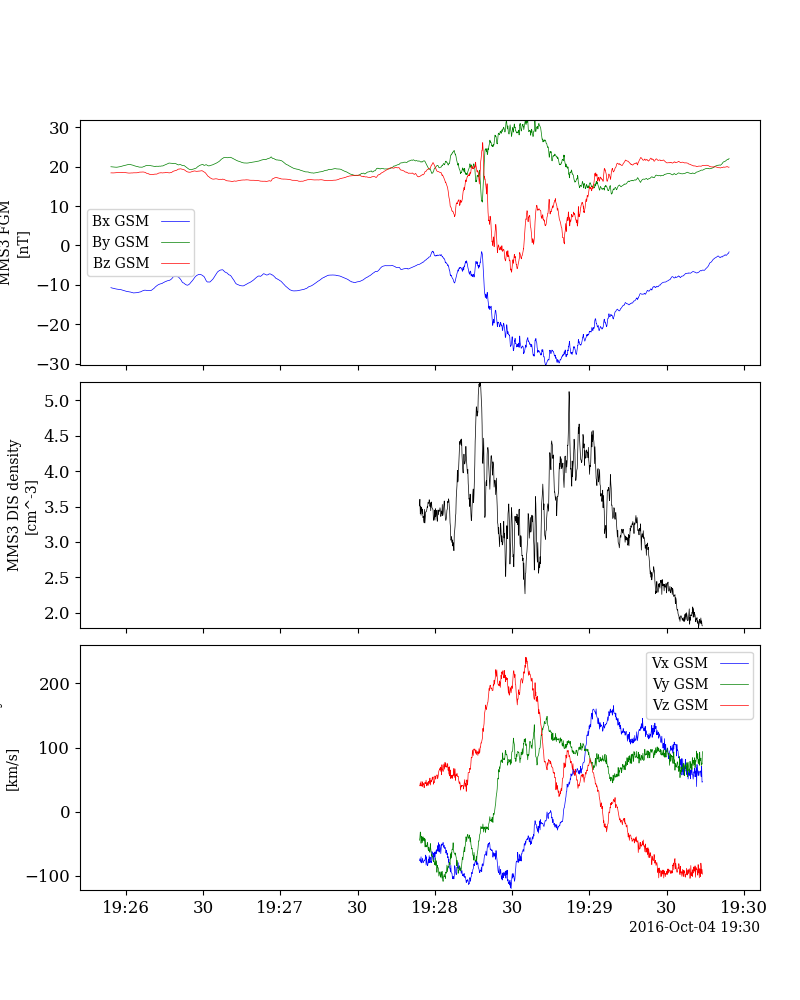 30
20
10
0
−10
−20
−30
MMS3 FGM
[nT]
Bx GSM
By GSM
Bz GSM
5.0
4.5
4.0
3.5
3.0
2.5
2.0
MMS3 DIS density
[cm^-3]
200
100
0
−100
[km/s]
Vx GSM
Vy GSM
Vz GSM
19:26 30 19:27 30 19:28 30 19:29 30 19:30
2016-Oct-04 19:30